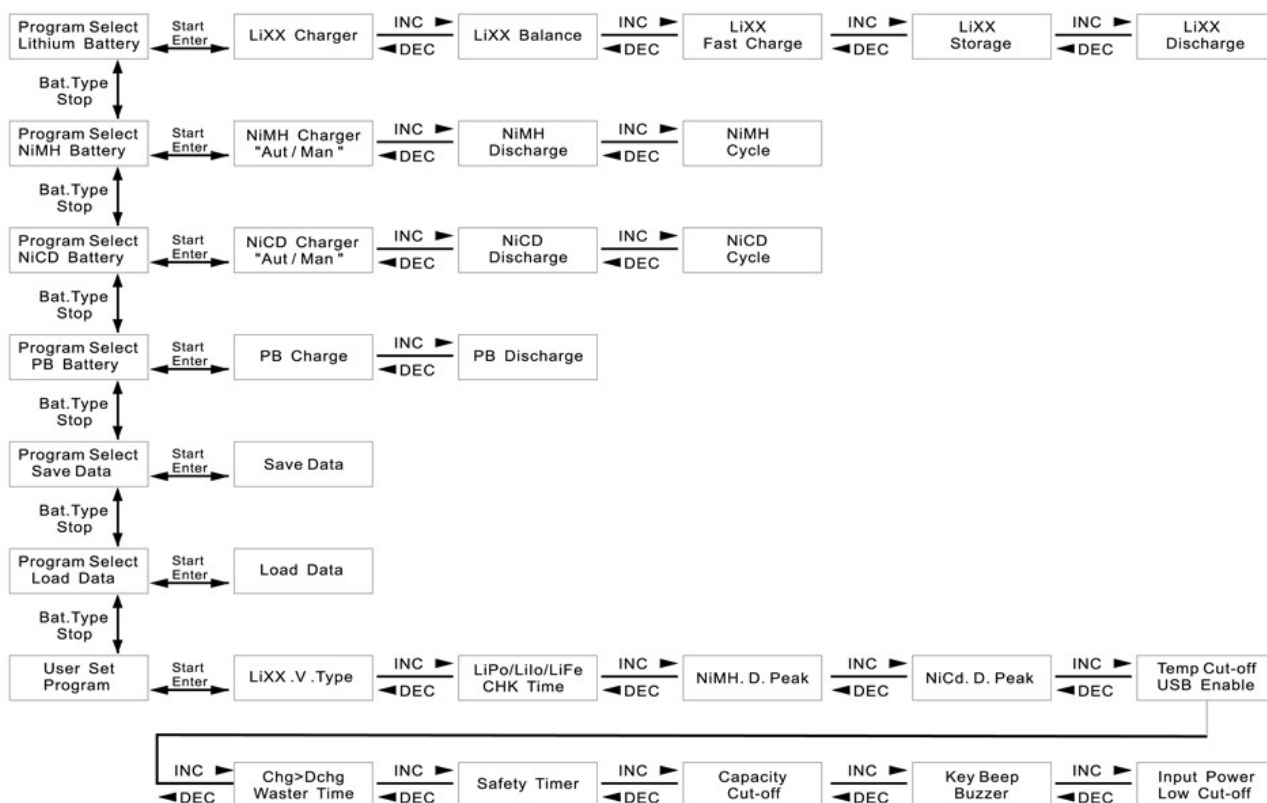 Program Select
Lithium Battery
Start
Enter
LiXX Charger
INC ►
◄DEC
LiXX Balance
INC ►
◄DEC
LiXX
Fast Charge
INC ►
◄DEC
LiXX
Storage
INC ►
◄DEC
LiXX
Discharge
Bat.Type
Stop
Program Select
NiMH Battery
Start
Enter
NiMH Charger
"Aut / Man "
INC ►
◄DEC
NiMH
Discharge
INC ►
◄DEC
NiMH
Cycle
Bat.Type
Stop
Program Select
NiCD Battery
Start
Enter
NiCD Charger
"Aut / Man "
INC ►
◄DEC
NiCD
Discharge
INC ►
◄DEC
NiCD
Cycle
Bat.Type
Stop
Program Select
PB Battery
Start
Enter
PB Charge
INC ►
◄DEC
PB Discharge
Bat.Type
Stop
Program Select
Save Data
Start
Enter
Save Data
Bat.Type
Stop
Program Select
Load Data
Start
Enter
Load Data
Bat.Type
Stop
User Set
Program
Start
Enter
LiXX .V .Type
INC ►
◄DEC
LiPo/LiIo/LiFe
CHK Time
INC ►
◄DEC
NiMH. D. Peak
INC ►
◄DEC
NiCd. D. Peak
INC ►
◄DEC
Temp Cut-off
USB Enable
INC ►
◄DEC
Chg>Dchg
Waster Time
INC ►
◄DEC
Safety Timer
INC ►
◄DEC
Capacity
Cut-off
INC ►
◄DEC
Key Beep
Buzzer
INC ►
◄DEC
Input Power
Low Cut-off